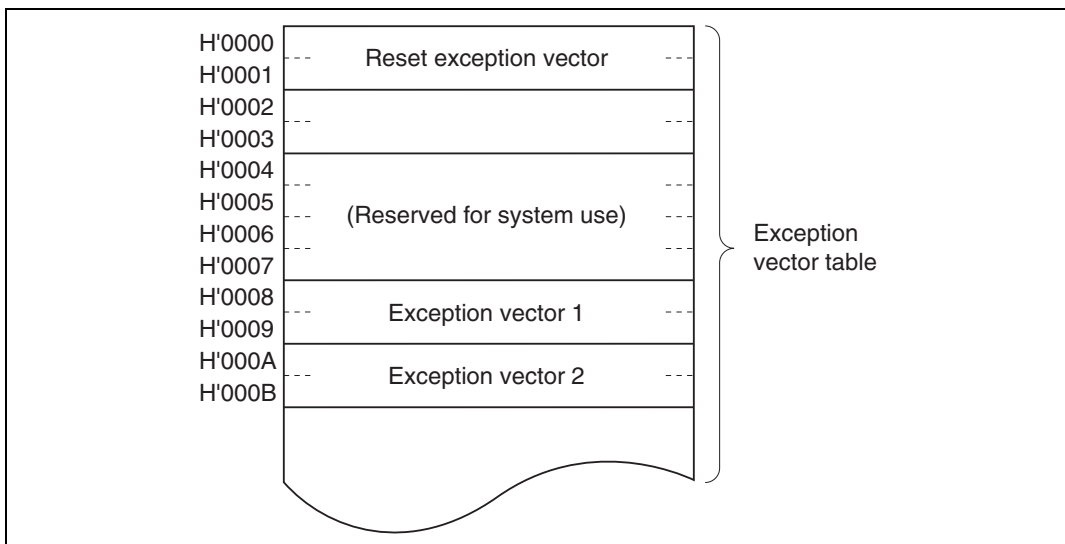 H'0000
Reset exception vector
H'0001
H'0002
H'0003
H'0004
H'0005
(Reserved for system use)
H'0006
H'0007
H'0008
Exception vector 1
H'0009
H'000A
Exception vector 2
H'000B
Exception
vector table